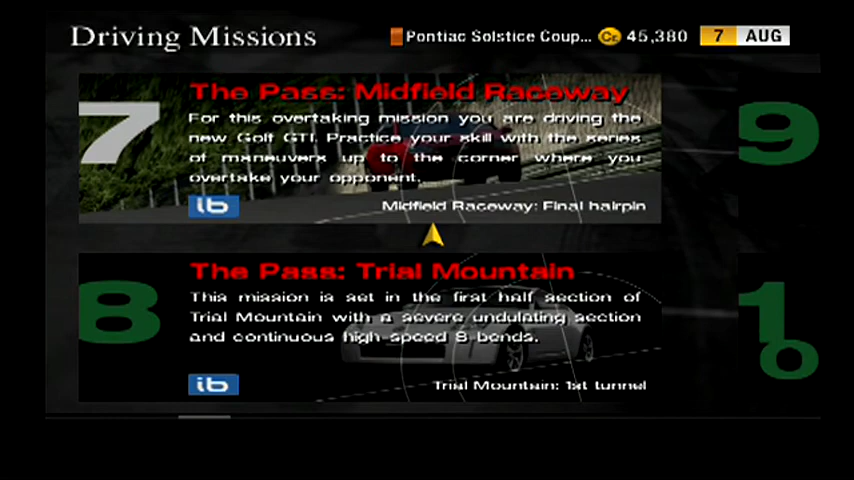 Driving Missions
Pontiac Solstice Coup... Cr 45,380 7 AUG
7
The Pass: Midfield Raceway
For this overtaking mission you are driving the
new Golf GTI. Practice your skill with the series
of maneuvers up to the corner where you
overtake your opponent.
ib
Midfield Raceway: Final hairpin
8
The Pass: Trial Mountain
This mission is set in the first half section of
Trial Mountain with a severe undulating section
and continuous high-speed S-bends.
ib
Trial Mountain: 1st tunnel
9
10